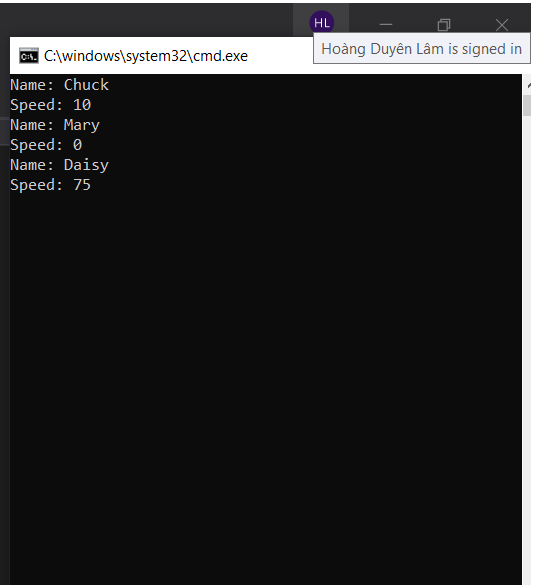 HL
Hoàng Duyên Lâm is signed in
C:\windows\system32\cmd.exe
Name: Chuck
Speed: 10
Name: Mary
Speed: 0
Name: Daisy
Speed: 75